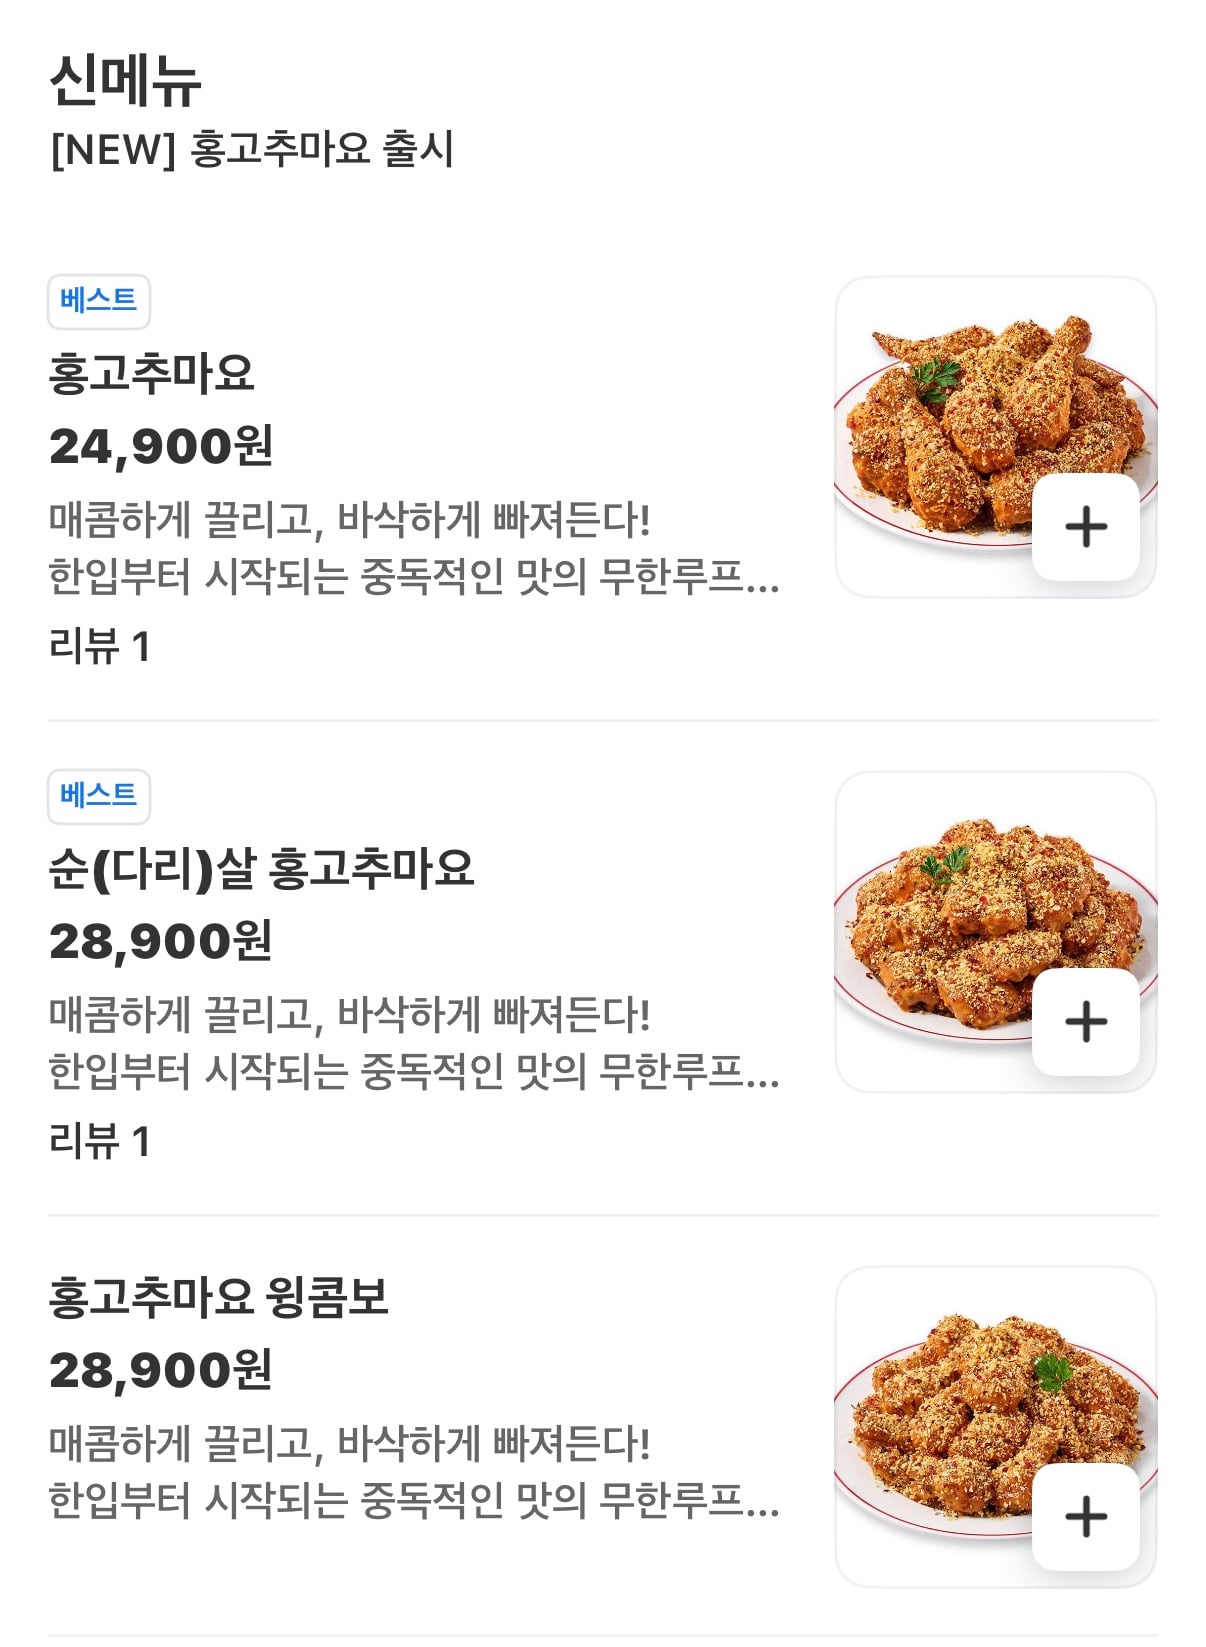 신메뉴
[NEW] 홍고추마요 출시
베스트
홍고추마요
24,900원
매콤하게 끌리고, 바삭하게 빠져든다!
한입부터 시작되는 중독적인 맛의 무한루프...
리뷰 1
베스트
순(다리)살 홍고추마요
28,900원
매콤하게 끌리고, 바삭하게 빠져든다!
한입부터 시작되는 중독적인 맛의 무한루프...
리뷰 1
홍고추마요 윙콤보
28,900원
매콤하게 끌리고, 바삭하게 빠져든다!
한입부터 시작되는 중독적인 맛의 무한루프...